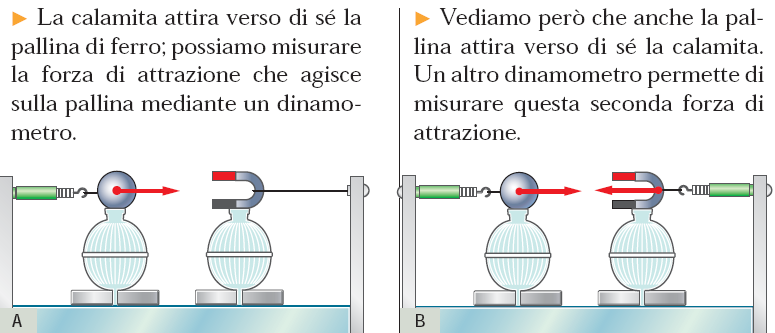 ► La calamita attira verso di sé la
pallina di ferro; possiamo misurare
la forza di attrazione che agisce
sulla pallina mediante un dinamo-
metro.
A
► Vediamo però che anche la pal-
lina attira verso di sé la calamita.
Un altro dinamometro permette di
misurare questa seconda forza di
attrazione.
B